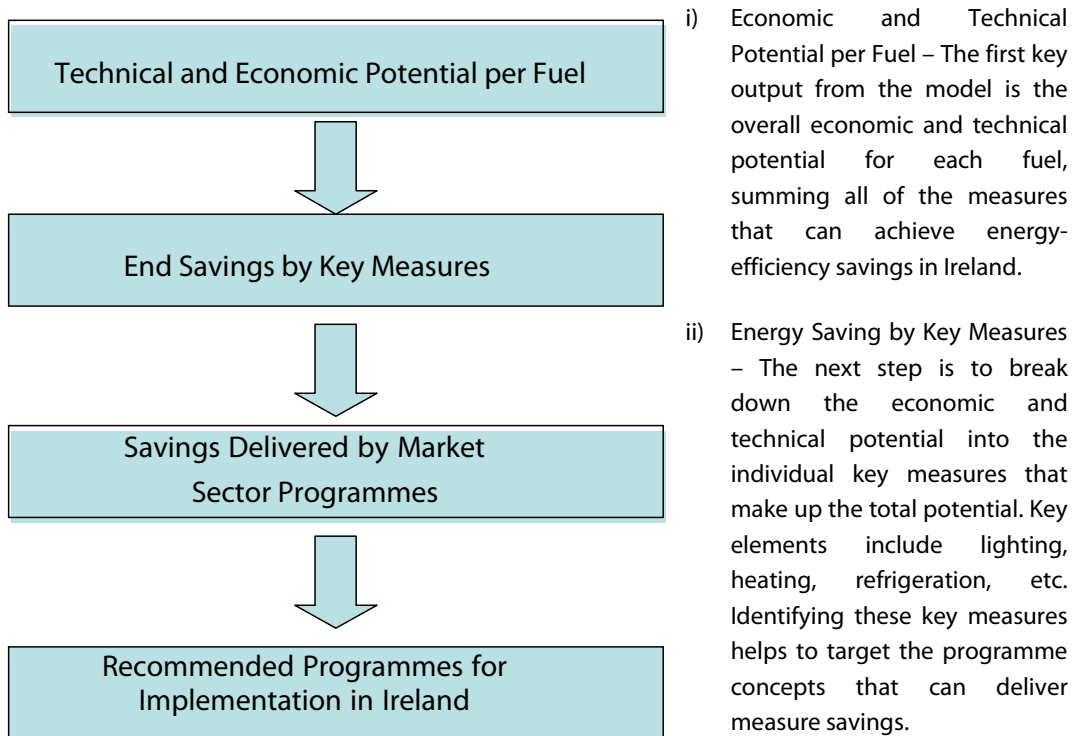 Technical and Economic Potential per Fuel
End Savings by Key Measures
Savings Delivered by Market
Sector Programmes
Recommended Programmes for
Implementation in Ireland
i) Economic and Technical
Potential per Fuel – The first key
output from the model is the
overall economic and technical
potential for each fuel,
summing all of the measures
that can achieve energy-
efficiency savings in Ireland.
ii) Energy Saving by Key Measures
– The next step is to break
down the economic and
technical potential into the
individual key measures that
make up the total potential. Key
elements include lighting,
heating, refrigeration, etc.
Identifying these key measures
helps to target the programme
concepts that can deliver
measure savings.